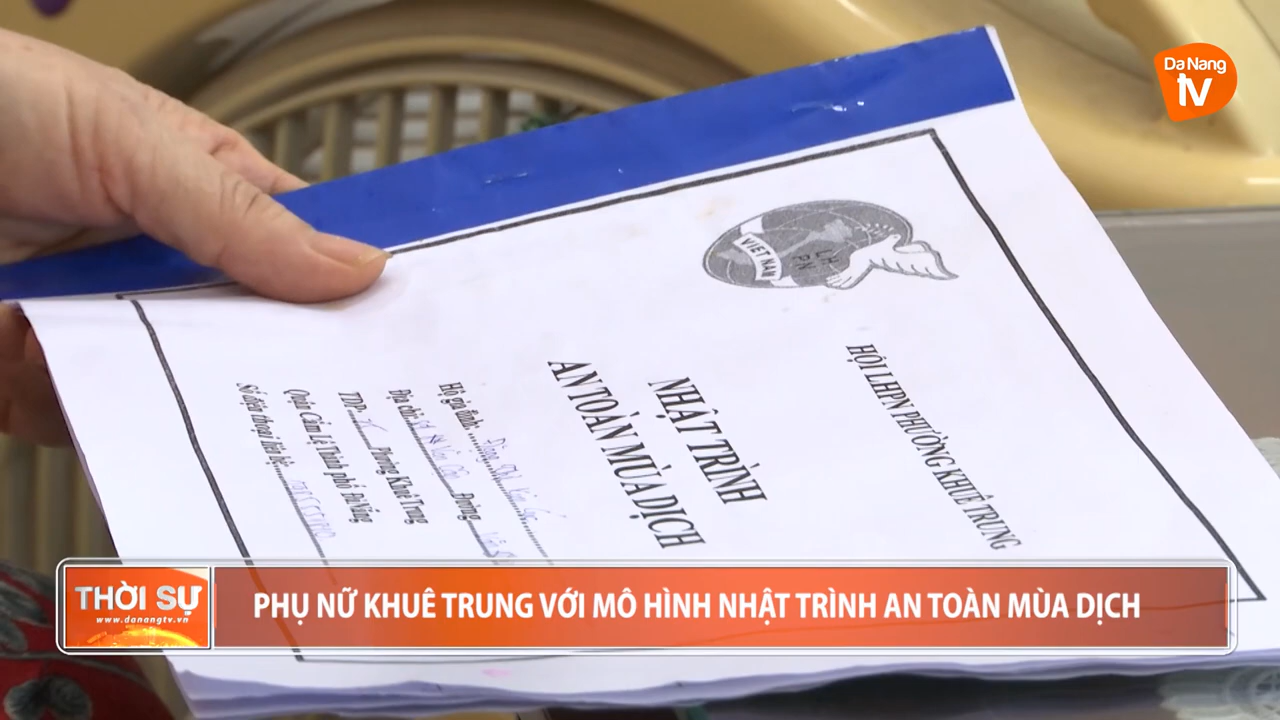 Da Nang
tv
VIỆT NAM
LH
PN
HỘI LHPN PHƯỜNG KHUÊ TRUNG
NHẬT TRÌNH
AN TOÀN MÙA DỊCH
Hộ gia đình:
Địa chỉ: Đường
TDP: Phường Khuê Trung
Quận Cẩm Lệ Thành phố Đà Nẵng
Số điện thoại liên hệ:
THỜI SỰ
www.danangtv.vn
PHỤ NỮ KHUÊ TRUNG VỚI MÔ HÌNH NHẬT TRÌNH AN TOÀN MÙA DỊCH